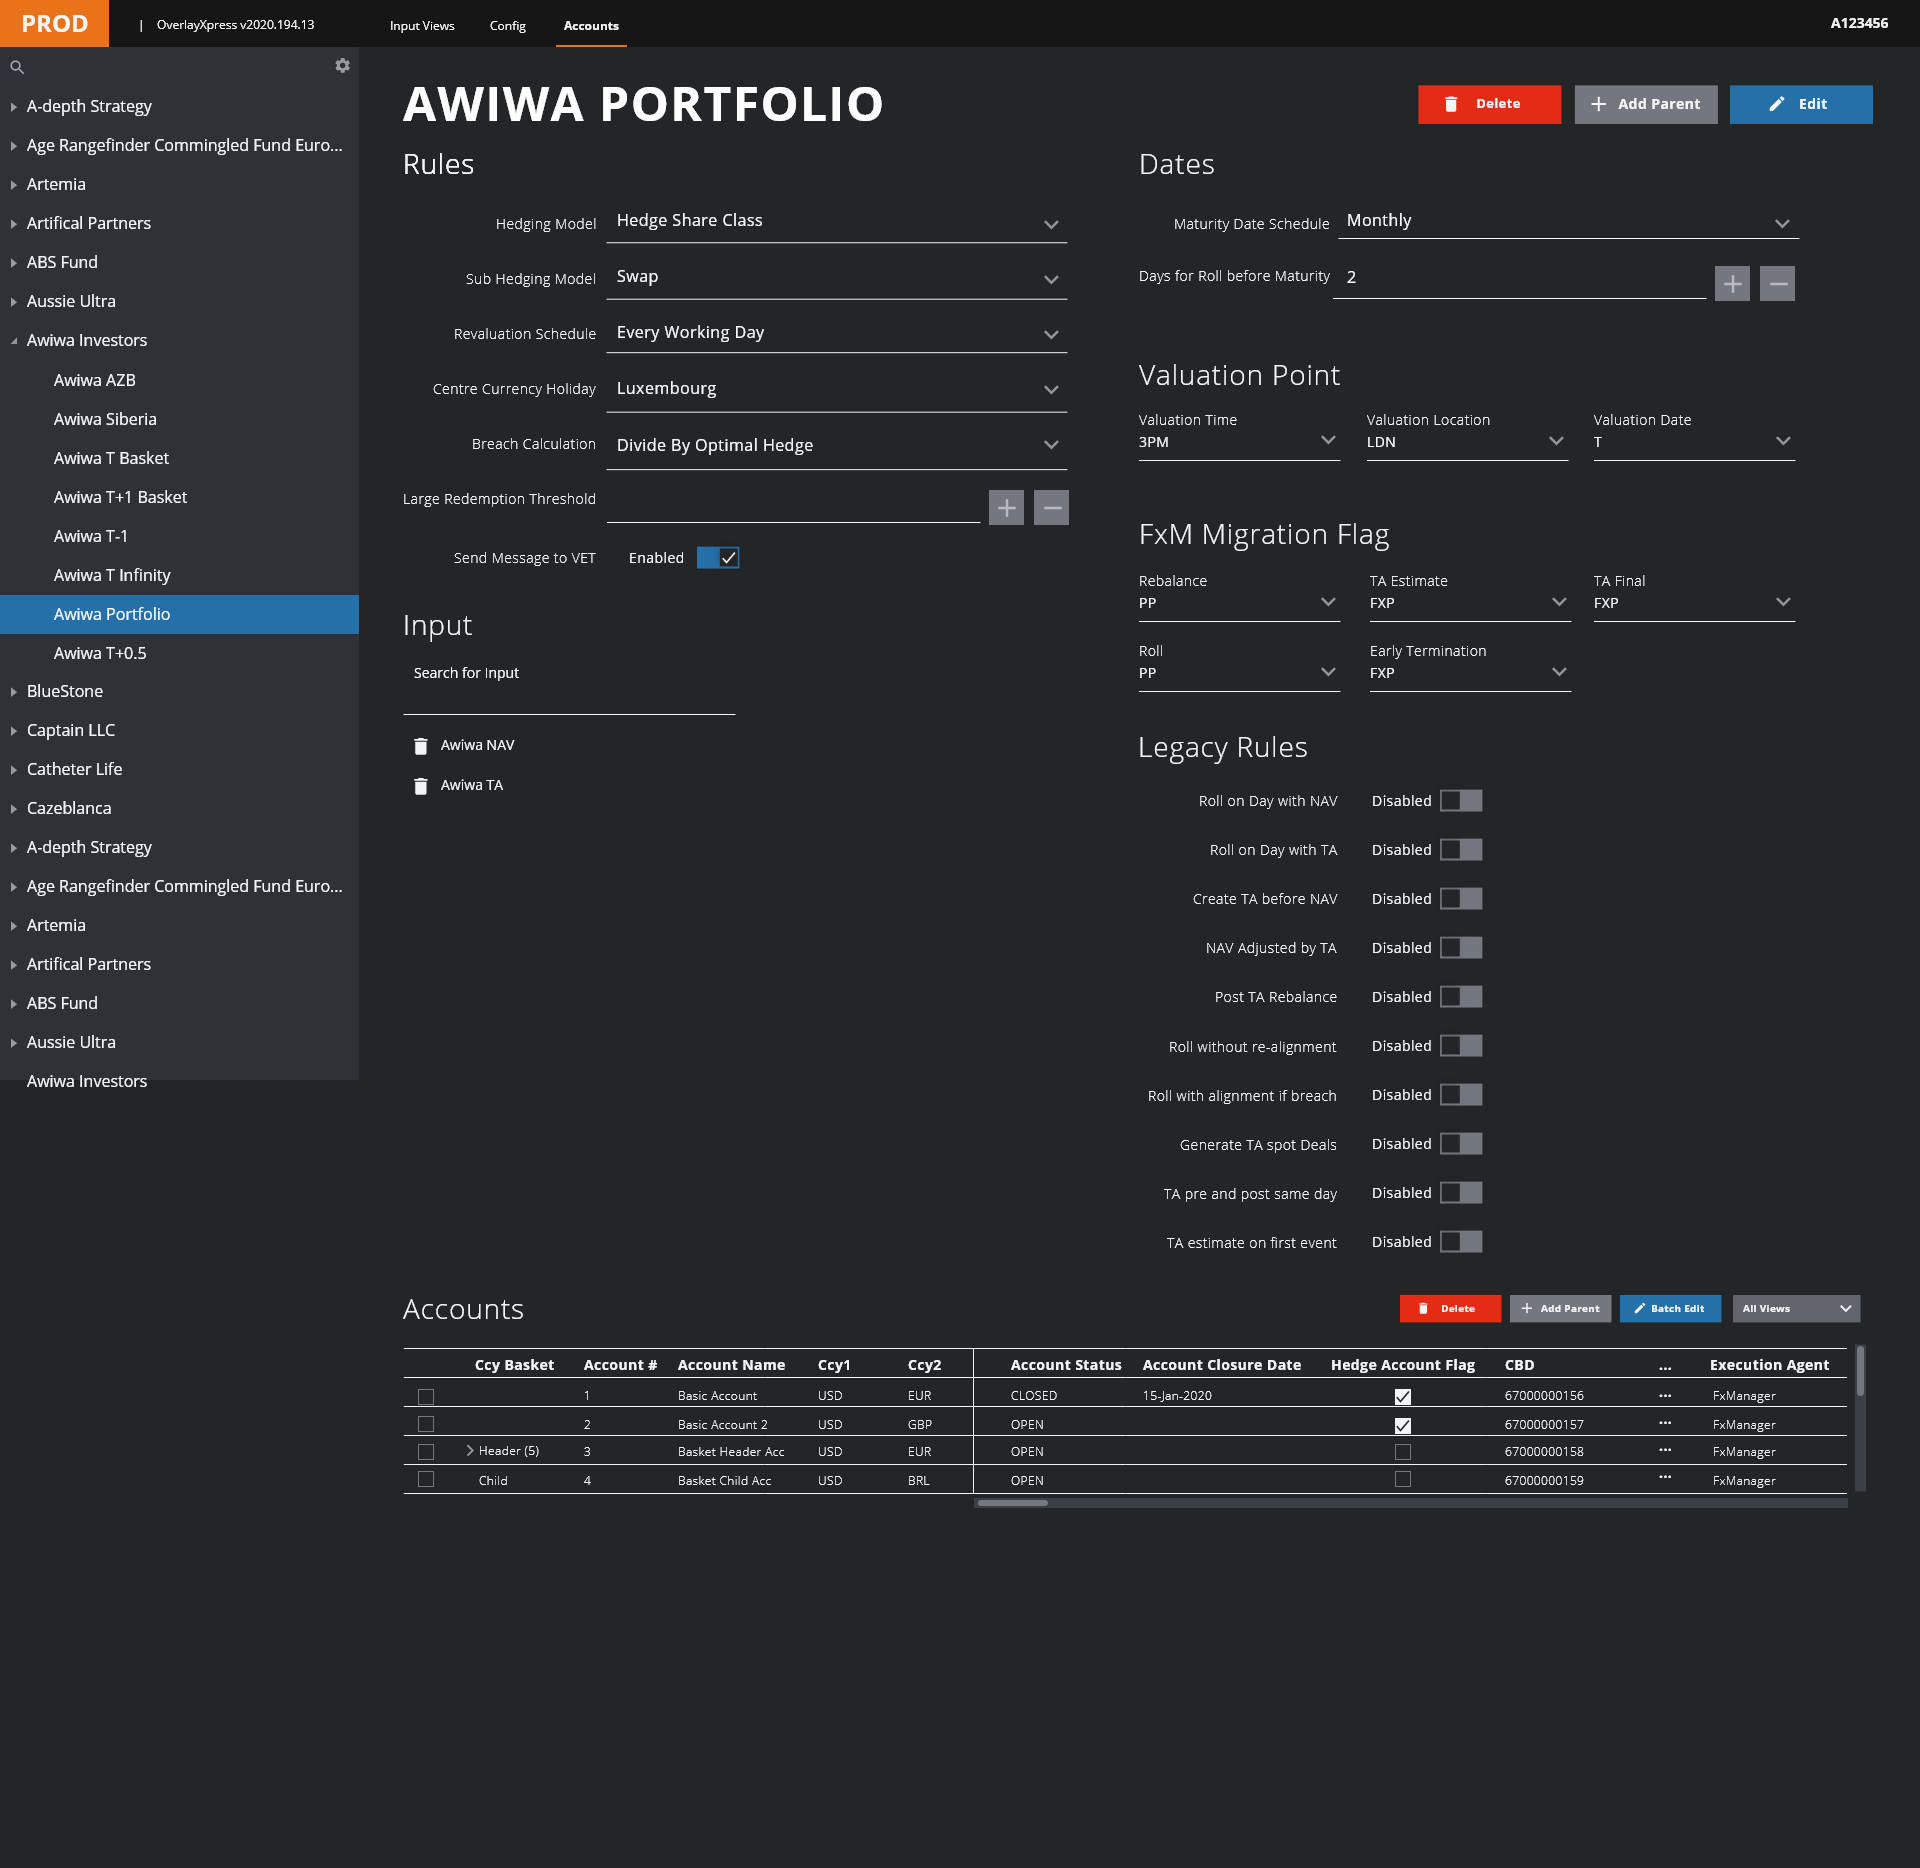 PROD | OverlayXpress v2020.194.13 Input Views Config Accounts A123456
A-depth Strategy
Age Rangefinder Commingled Fund Euro...
Artemia
Artifical Partners
ABS Fund
Aussie Ultra
Awiwa Investors
Awiwa AZB
Awiwa Siberia
Awiwa T Basket
Awiwa T+1 Basket
Awiwa T-1
Awiwa T Infinity
Awiwa Portfolio
Awiwa T+0.5
BlueStone
Captain LLC
Catheter Life
Cazeblanca
A-depth Strategy
Age Rangefinder Commingled Fund Euro...
Artemia
Artifical Partners
ABS Fund
Aussie Ultra
Awiwa Investors
AWIWA PORTFOLIO
Delete Add Parent Edit
Rules
Hedging Model Hedge Share Class
Sub Hedging Model Swap
Revaluation Schedule Every Working Day
Centre Currency Holiday Luxembourg
Breach Calculation Divide By Optimal Hedge
Large Redemption Threshold
Send Message to VET Enabled
Input
Search for Input
Awiwa NAV
Awiwa TA
Dates
Maturity Date Schedule Monthly
Days for Roll before Maturity 2
Valuation Point
Valuation Time Valuation Location Valuation Date
3PM LDN T
FxM Migration Flag
Rebalance TA Estimate TA Final
PP FXP FXP
Roll Early Termination
PP FXP
Legacy Rules
Roll on Day with NAV Disabled
Roll on Day with TA Disabled
Create TA before NAV Disabled
NAV Adjusted by TA Disabled
Post TA Rebalance Disabled
Roll without re-alignment Disabled
Roll with alignment if breach Disabled
Generate TA spot Deals Disabled
TA pre and post same day Disabled
TA estimate on first event Disabled
Accounts
Delete Add Parent Batch Edit All Views
Ccy Basket Account # Account Name Ccy1 Ccy2 Account Status Account Closure Date Hedge Account Flag CBD ... Execution Agent
1 Basic Account USD EUR CLOSED 15-Jan-2020 67000000156 ... FxManager
2 Basic Account 2 USD GBP OPEN 67000000157 ... FxManager
Header (5) 3 Basket Header Acc USD EUR OPEN 67000000158 ... FxManager
Child 4 Basket Child Acc USD BRL OPEN 67000000159 ... FxManager